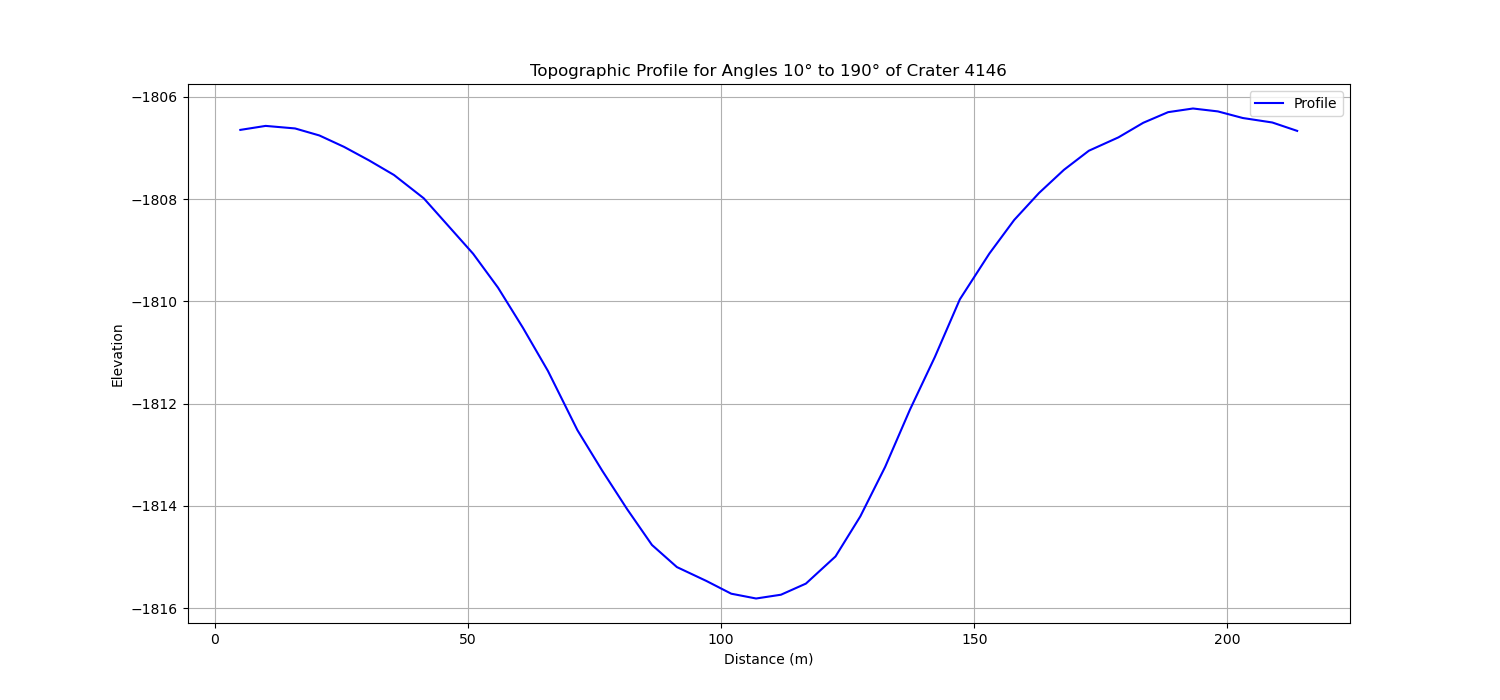 Topographic Profile for Angles 10° to 190° of Crater 4146
Profile
Elevation
−1806
−1808
−1810
−1812
−1814
−1816
0 50 100 150 200
Distance (m)